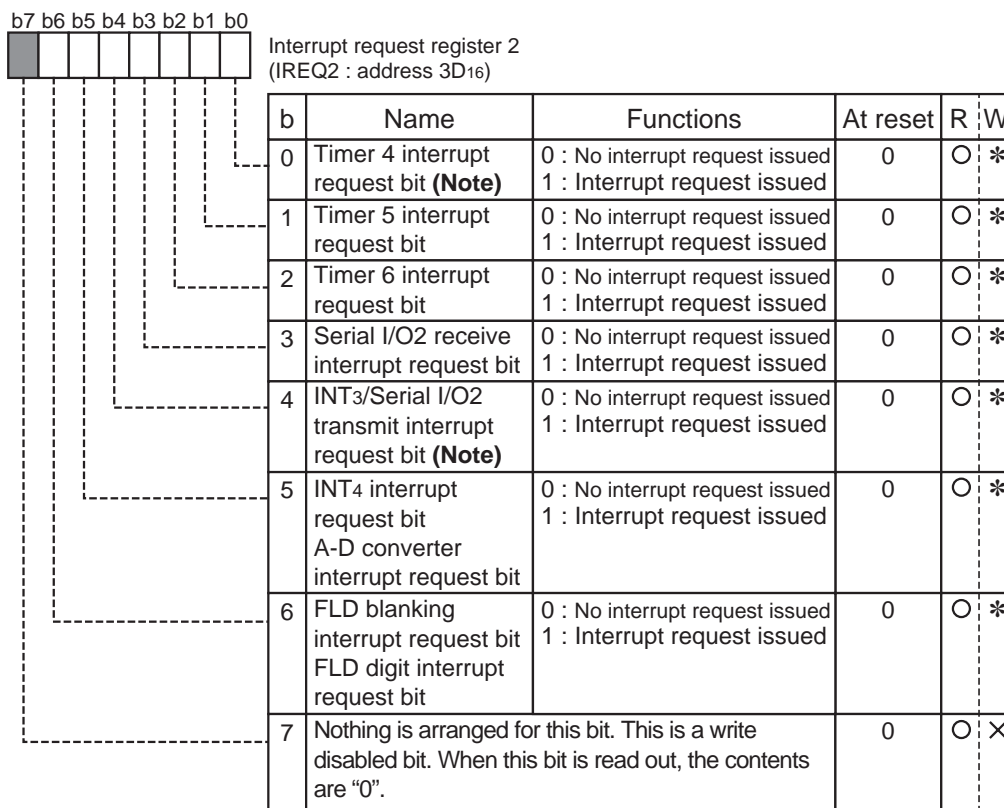 b7 b6 b5 b4 b3 b2 b1 b0
Interrupt request register 2
(IREQ2 : address 3D16)
b Name Functions At reset R W
0 Timer 4 interrupt request bit (Note) 0 : No interrupt request issued 0 ○ ✻
1 : Interrupt request issued
1 Timer 5 interrupt request bit 0 : No interrupt request issued 0 ○ ✻
1 : Interrupt request issued
2 Timer 6 interrupt request bit 0 : No interrupt request issued 0 ○ ✻
1 : Interrupt request issued
3 Serial I/O2 receive interrupt request bit 0 : No interrupt request issued 0 ○ ✻
1 : Interrupt request issued
4 INT3/Serial I/O2 transmit interrupt request bit (Note) 0 : No interrupt request issued 0 ○ ✻
1 : Interrupt request issued
5 INT4 interrupt request bit A-D converter interrupt request bit 0 : No interrupt request issued 0 ○ ✻
1 : Interrupt request issued
6 FLD blanking interrupt request bit FLD digit interrupt request bit 0 : No interrupt request issued 0 ○ ✻
1 : Interrupt request issued
7 Nothing is arranged for this bit. This is a write 0 ○ ×
disabled bit. When this bit is read out, the contents
are “0”.